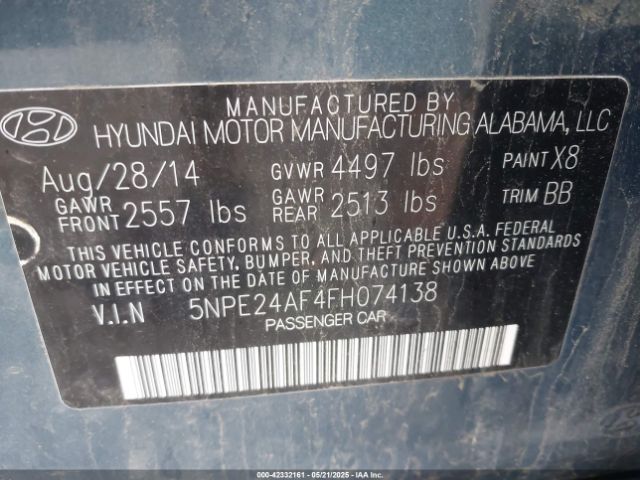 MANUFACTURED BY
HYUNDAI MOTOR MANUFACTURING ALABAMA, LLC
Aug/28/14 GVWR 4497 lbs PAINT X8
GAWR FRONT 2557 lbs GAWR REAR 2513 lbs TRIM BB
THIS VEHICLE CONFORMS TO ALL APPLICABLE U.S.A. FEDERAL
MOTOR VEHICLE SAFETY, BUMPER, AND THEFT PREVENTION STANDARDS
IN EFFECT ON THE DATE OF MANUFACTURE SHOWN ABOVE
V.I.N 5NPE24AF4FH074138
PASSENGER CAR
000-42332161 - 05/21/2025 - IAAI.COM